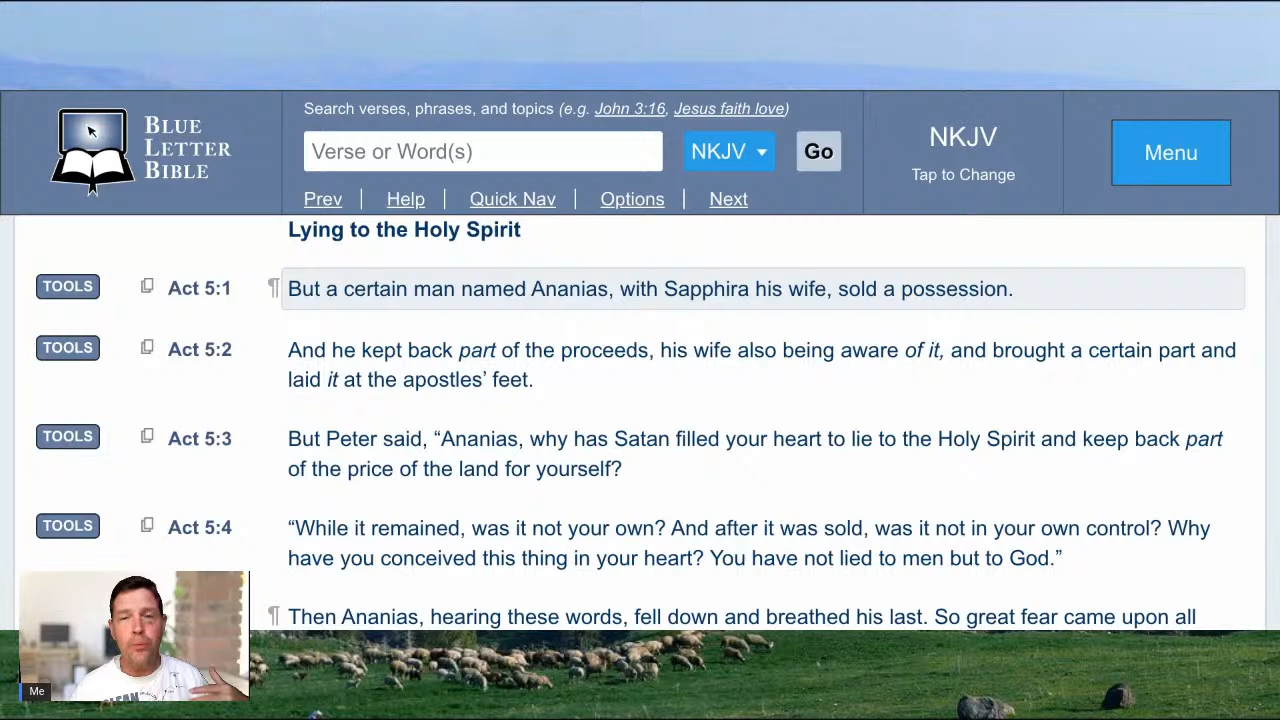 Search verses, phrases, and topics (e.g. John 3:16, Jesus faith love)
BLUE
LETTER
BIBLE
Verse or Word(s)
NKJV
Go
NKJV
Tap to Change
Menu
Prev
Help
Quick Nav
Options
Next
Lying to the Holy Spirit
TOOLS Act 5:1 ¶ But a certain man named Ananias, with Sapphira his wife, sold a possession.
TOOLS Act 5:2 And he kept back part of the proceeds, his wife also being aware of it, and brought a certain part and
laid it at the apostles’ feet.
TOOLS Act 5:3 But Peter said, “Ananias, why has Satan filled your heart to lie to the Holy Spirit and keep back part
of the price of the land for yourself?
TOOLS Act 5:4 “While it remained, was it not your own? And after it was sold, was it not in your own control? Why
have you conceived this thing in your heart? You have not lied to men but to God.”
¶ Then Ananias, hearing these words, fell down and breathed his last. So great fear came upon all
Me